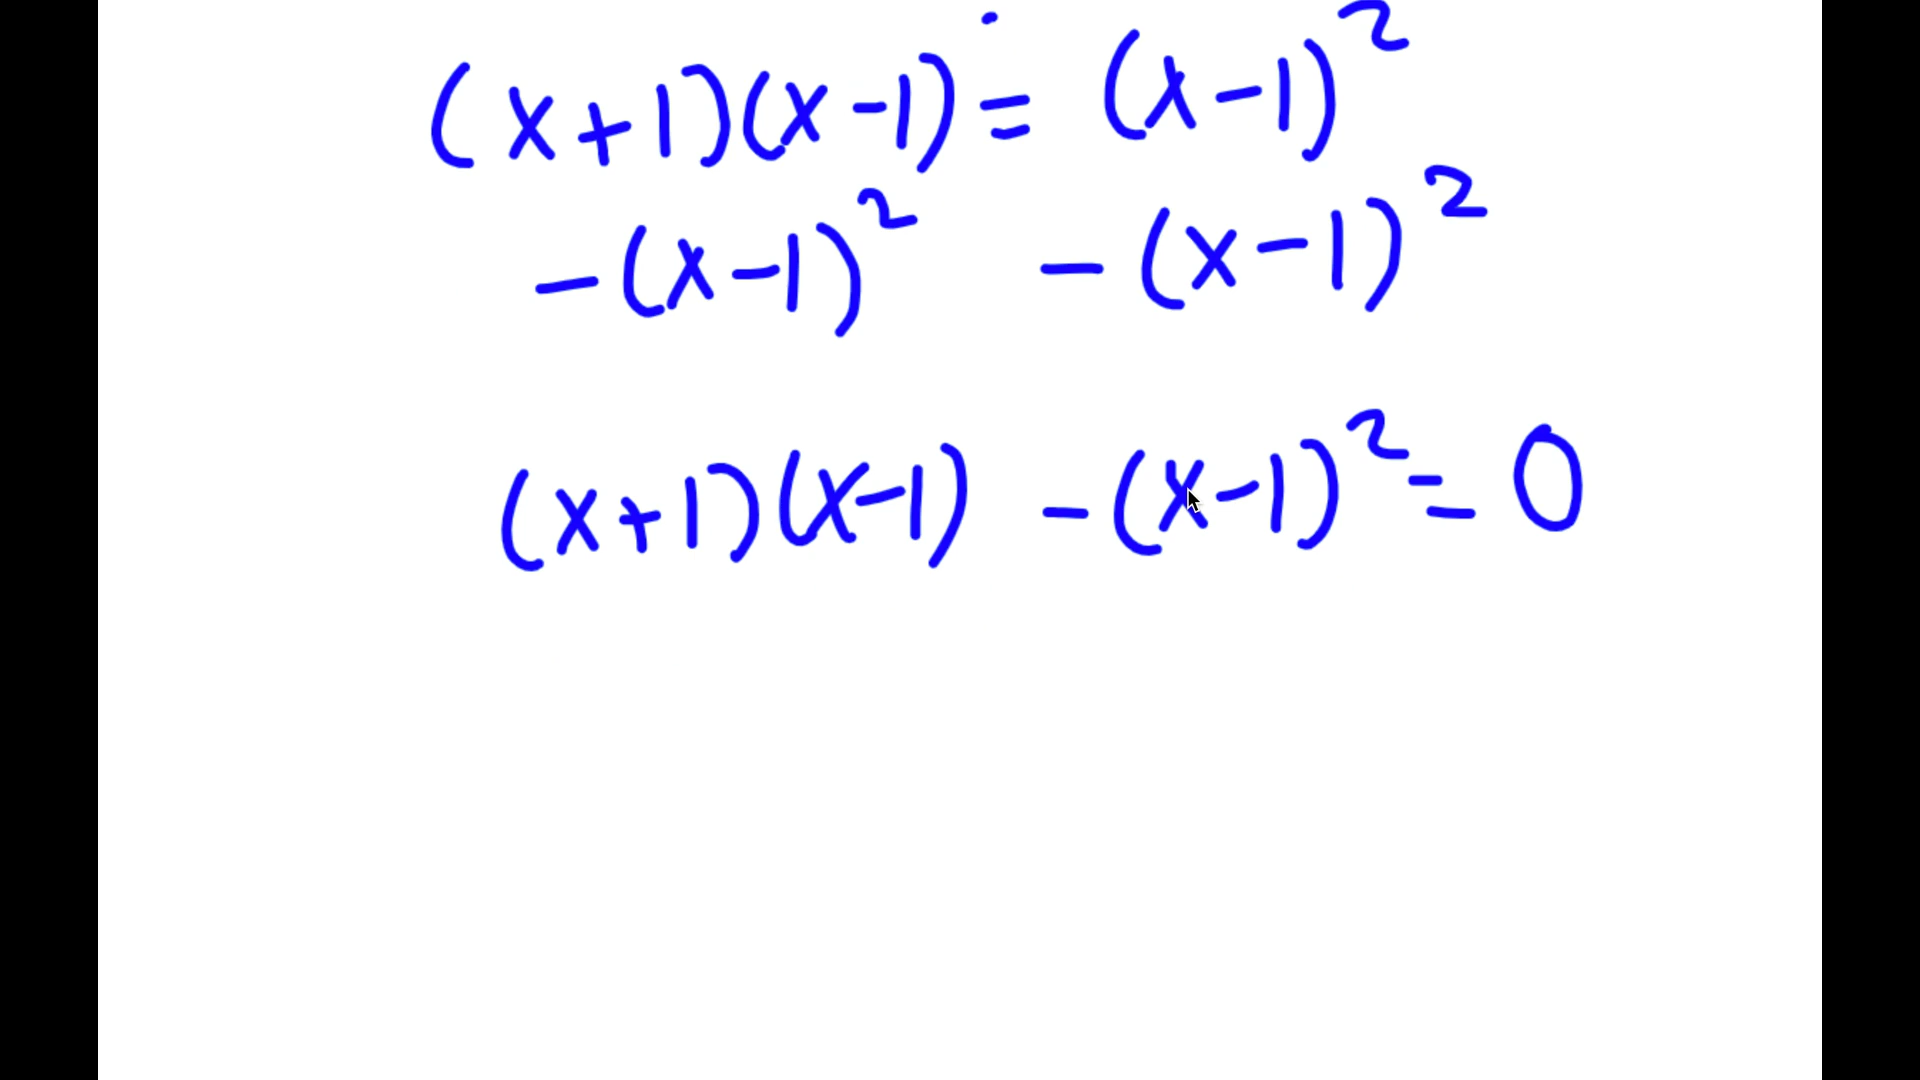 (x+1)(x-1) = (x-1)²
-(x-1)² -(x-1)²
(x+1)(x-1) -(x-1)² = 0